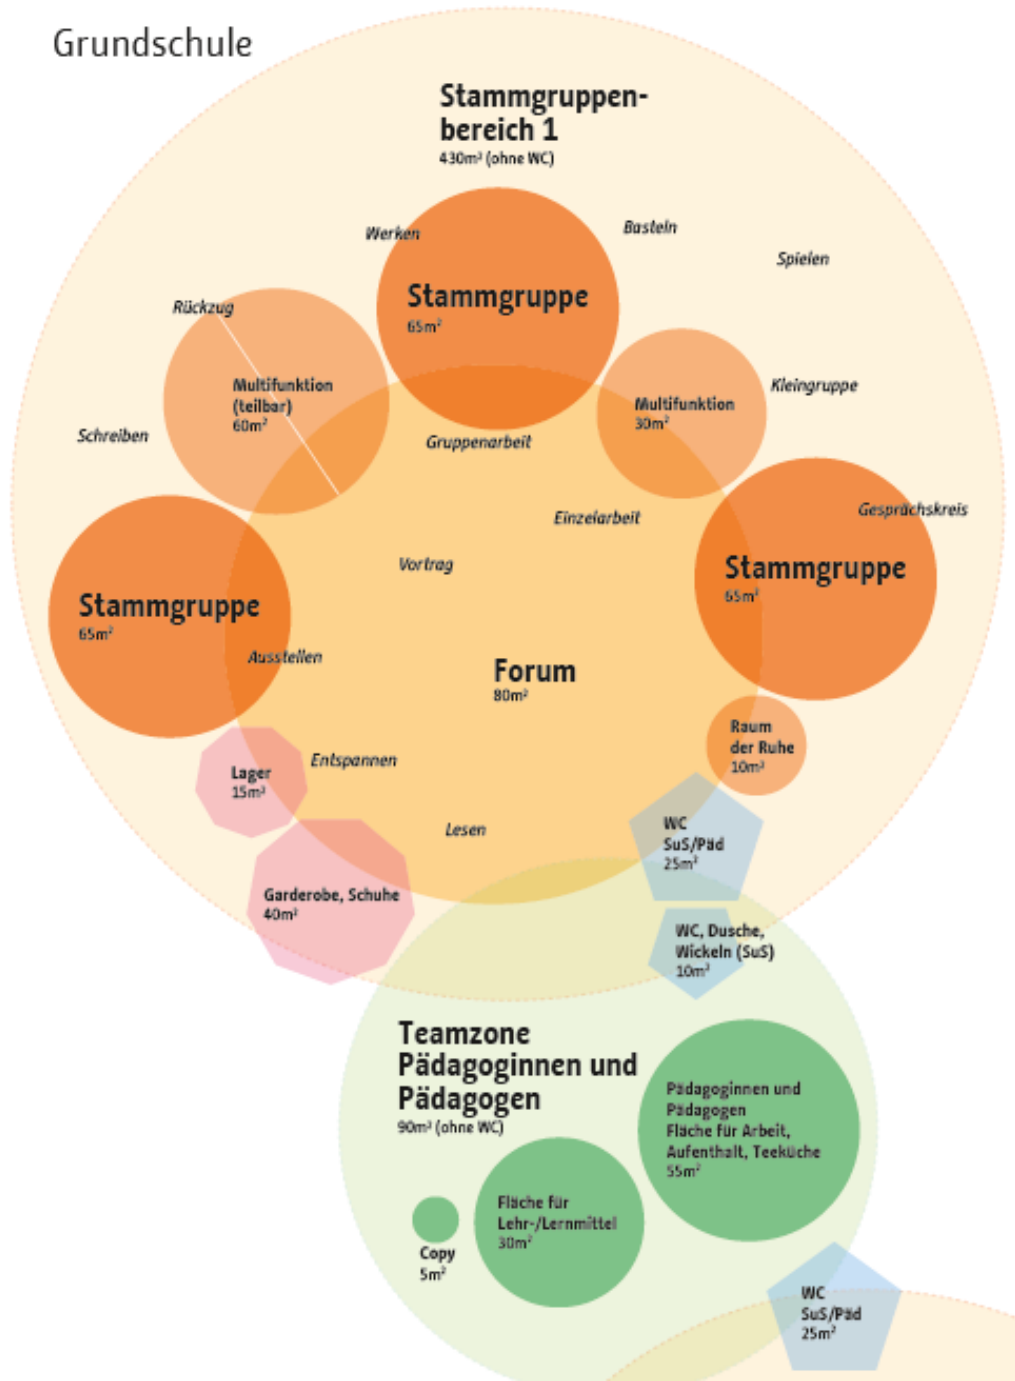 Grundschule
Stammgruppen-
bereich 1
430m² (ohne WC)
Werken
Basteln
Spielen
Stammgruppe
65m²
Rückzug
Multifunktion
(teilbar)
60m²
Kleingruppe
Multifunktion
30m²
Schreiben
Gruppenarbeit
Gesprächskreis
Einzelarbeit
Vortrag
Stammgruppe
65m²
Stammgruppe
65m²
Ausstellen
Forum
80m²
Raum
der Ruhe
10m²
Entspannen
Lager
15m²
Lesen
WC
SuS/Päd
25m²
Garderobe, Schuhe
40m²
WC, Dusche,
Wickeln (SuS)
10m²
Teamzone
Pädagoginnen und
Pädagogen
90m² (ohne WC)
Pädagoginnen und
Pädagogen
Fläche für Arbeit,
Aufenthalt, Teeküche
55m²
Fläche für
Lehr-/Lernmittel
30m²
Copy
5m²
WC
SuS/Päd
25m²